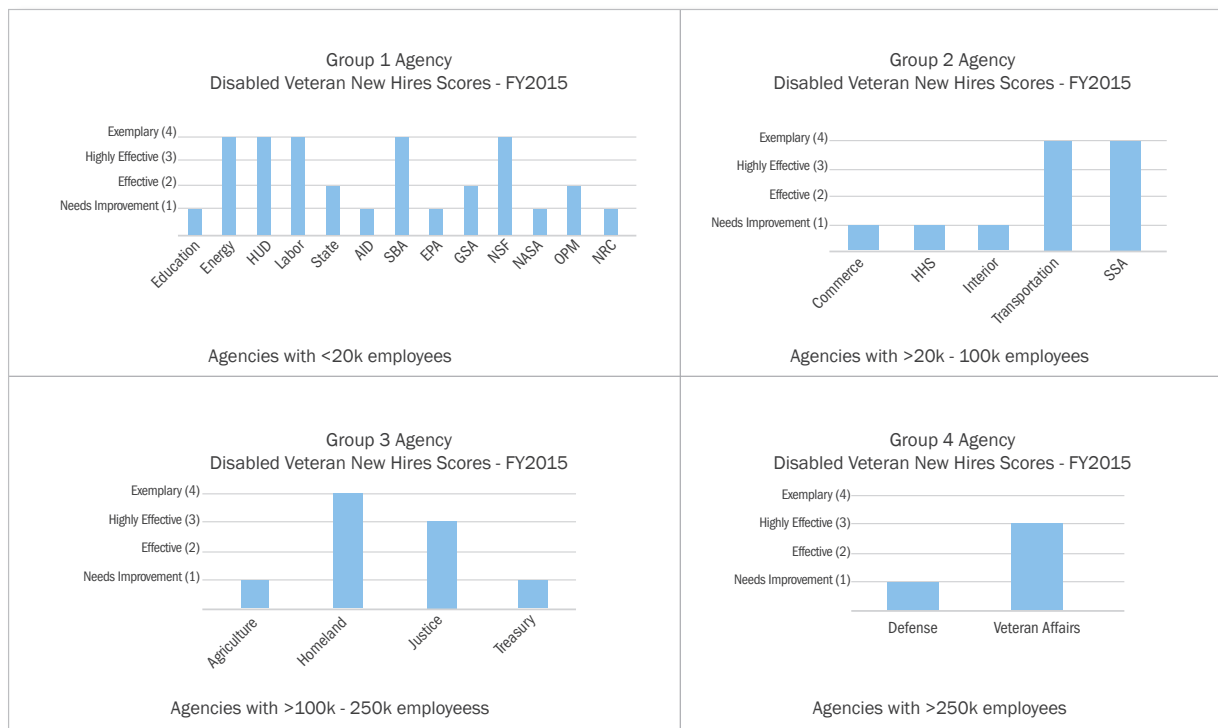 Group 1 Agency
Disabled Veteran New Hires Scores - FY2015
Exemplary (4)
Highly Effective (3)
Effective (2)
Needs Improvement (1)
Education
Energy
HUD
Labor
State
AID
SBA
EPA
GSA
NSF
NASA
OPM
NRC
Agencies with <20k employees
Group 2 Agency
Disabled Veteran New Hires Scores - FY2015
Exemplary (4)
Highly Effective (3)
Effective (2)
Needs Improvement (1)
Commerce
HHS
Interior
Transportation
SSA
Agencies with >20k - 100k employees
Group 3 Agency
Disabled Veteran New Hires Scores - FY2015
Exemplary (4)
Highly Effective (3)
Effective (2)
Needs Improvement (1)
Agriculture
Homeland
Justice
Treasury
Agencies with >100k - 250k employeess
Group 4 Agency
Disabled Veteran New Hires Scores - FY2015
Exemplary (4)
Highly Effective (3)
Effective (2)
Needs Improvement (1)
Defense
Veteran Affairs
Agencies with >250k employees